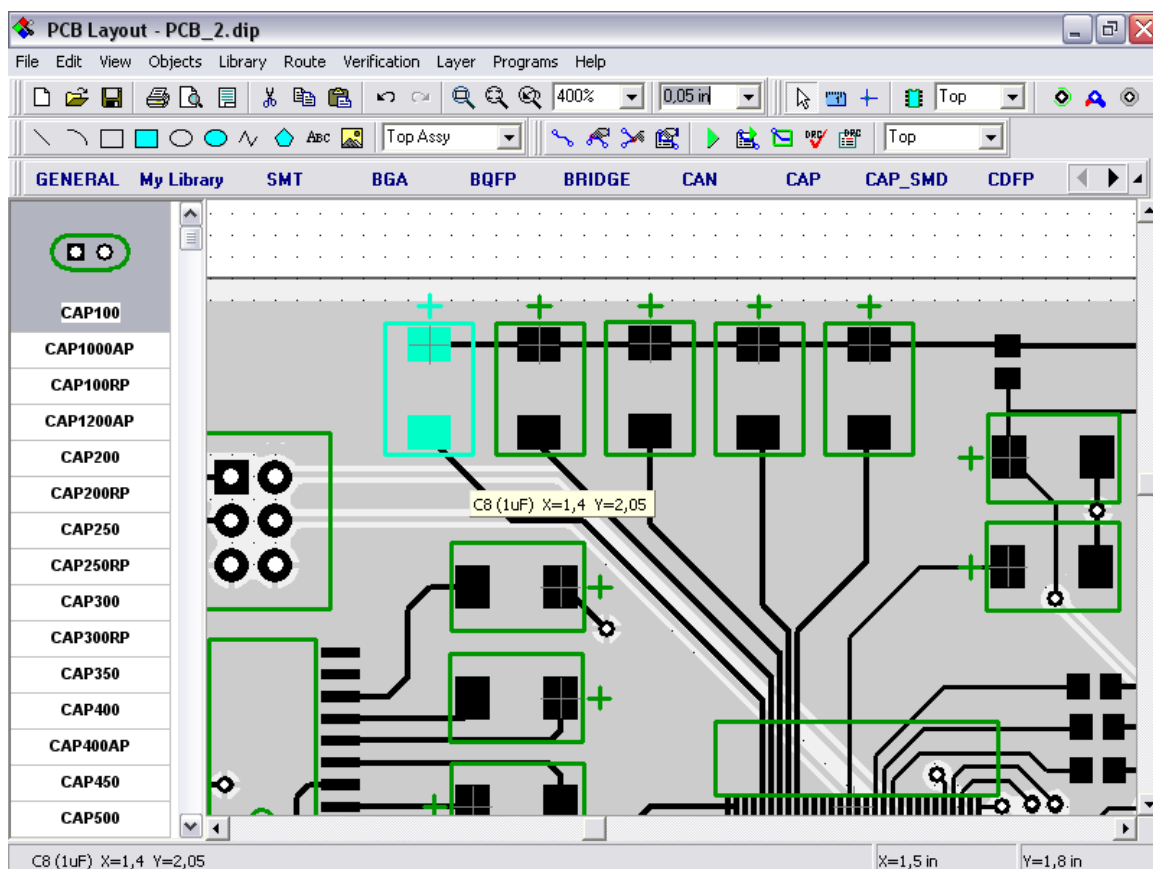 PCB Layout - PCB_2.dip
File Edit View Objects Library Route Verification Layer Programs Help
400% 0,05 in Top
ABC Top Assy DRC DRC Top
GENERAL My Library SMT BGA BQFP BRIDGE CAN CAP CAP_SMD CDFP
CAP100
CAP1000AP
CAP100RP
CAP1200AP
CAP200
CAP200RP
CAP250
CAP250RP
CAP300
CAP300RP
CAP350
CAP400
CAP400AP
CAP450
CAP500
C8 (1uF) X=1,4 Y=2,05
C8 (1uF) X=1,4 Y=2,05 X=1,5 in Y=1,8 in